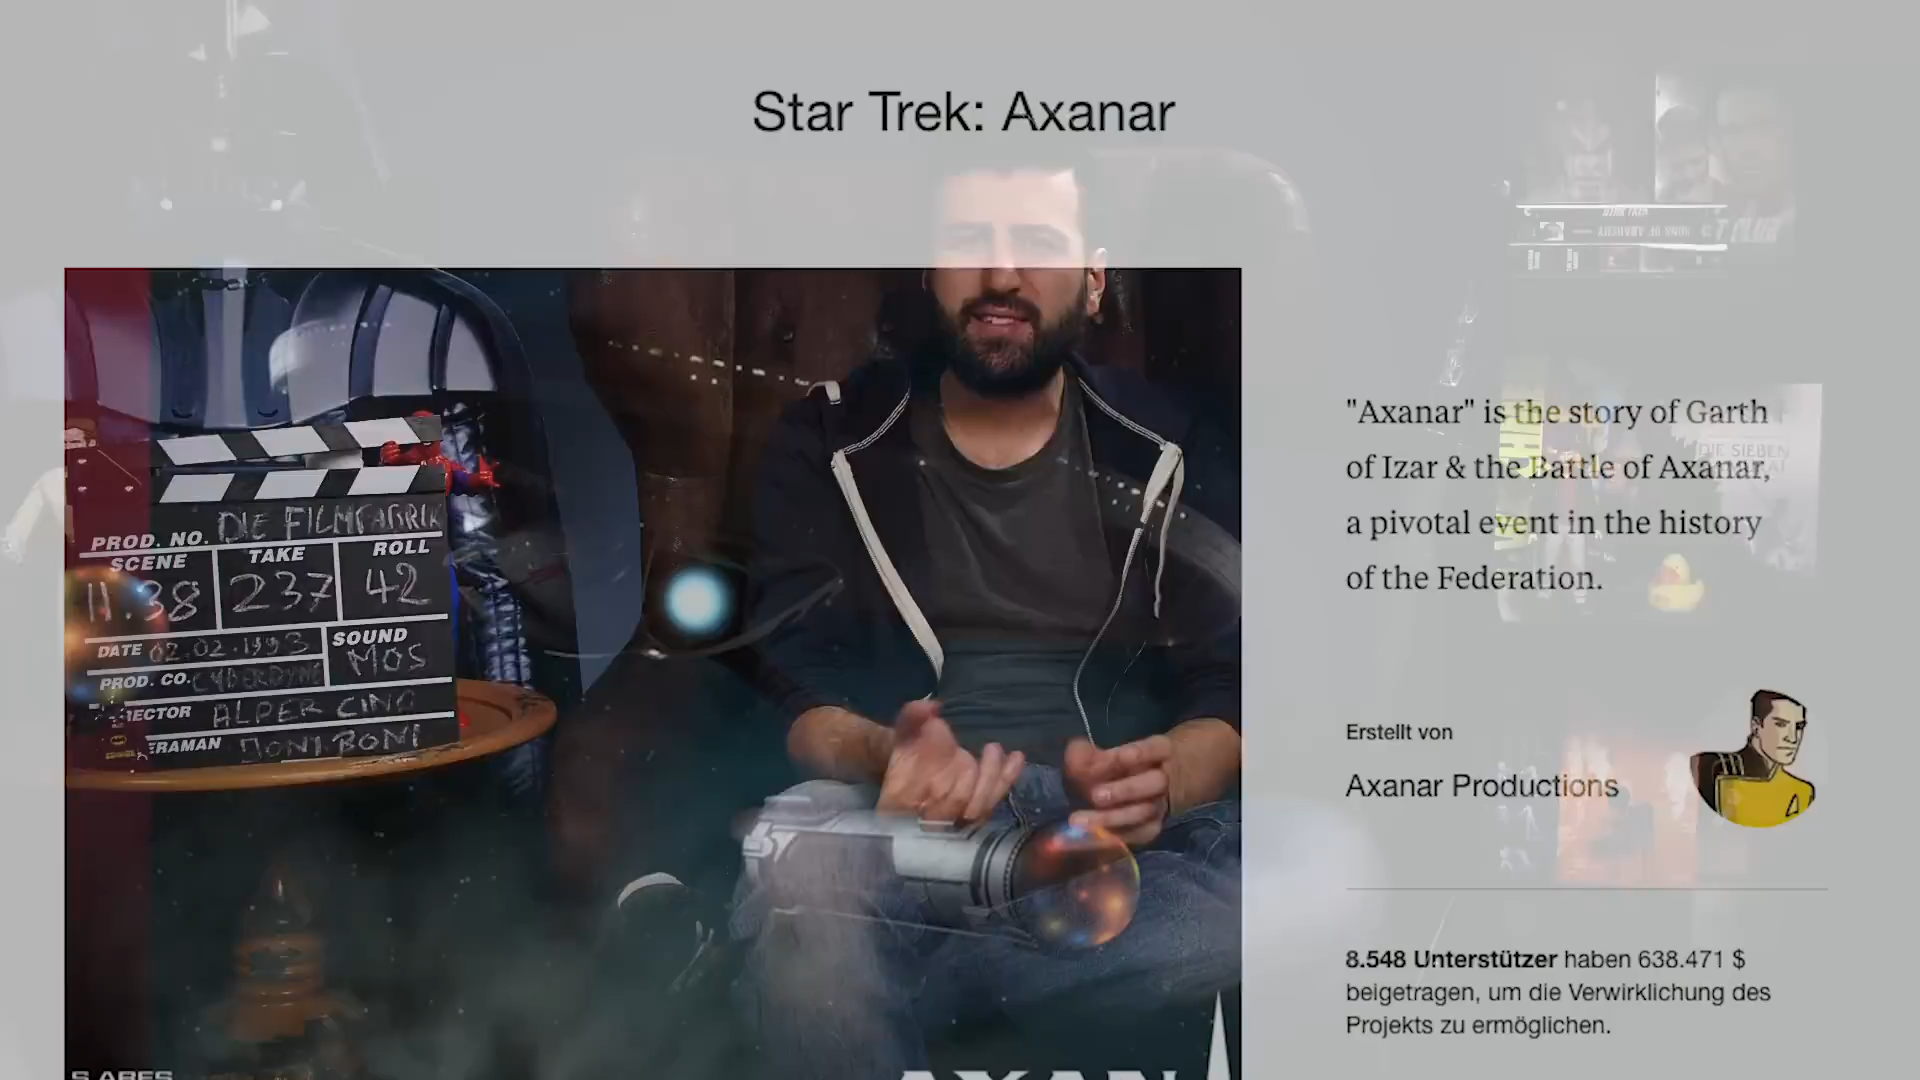 Star Trek: Axanar
"Axanar" is the story of Garth
of Izar & the Battle of Axanar,
a pivotal event in the history
of the Federation.
Erstellt von
Axanar Productions
8.548 Unterstützer haben 638.471 $
beigetragen, um die Verwirklichung des
Projekts zu ermöglichen.
DIE SIEBEN
PROD. NO. DIE FILMFABRIK
SCENE TAKE ROLL
11.38 237 42
DATE 02.02.1993 SOUND
MOS
PROD. CO. CYBERDYNE
ALPER
JONI BONI